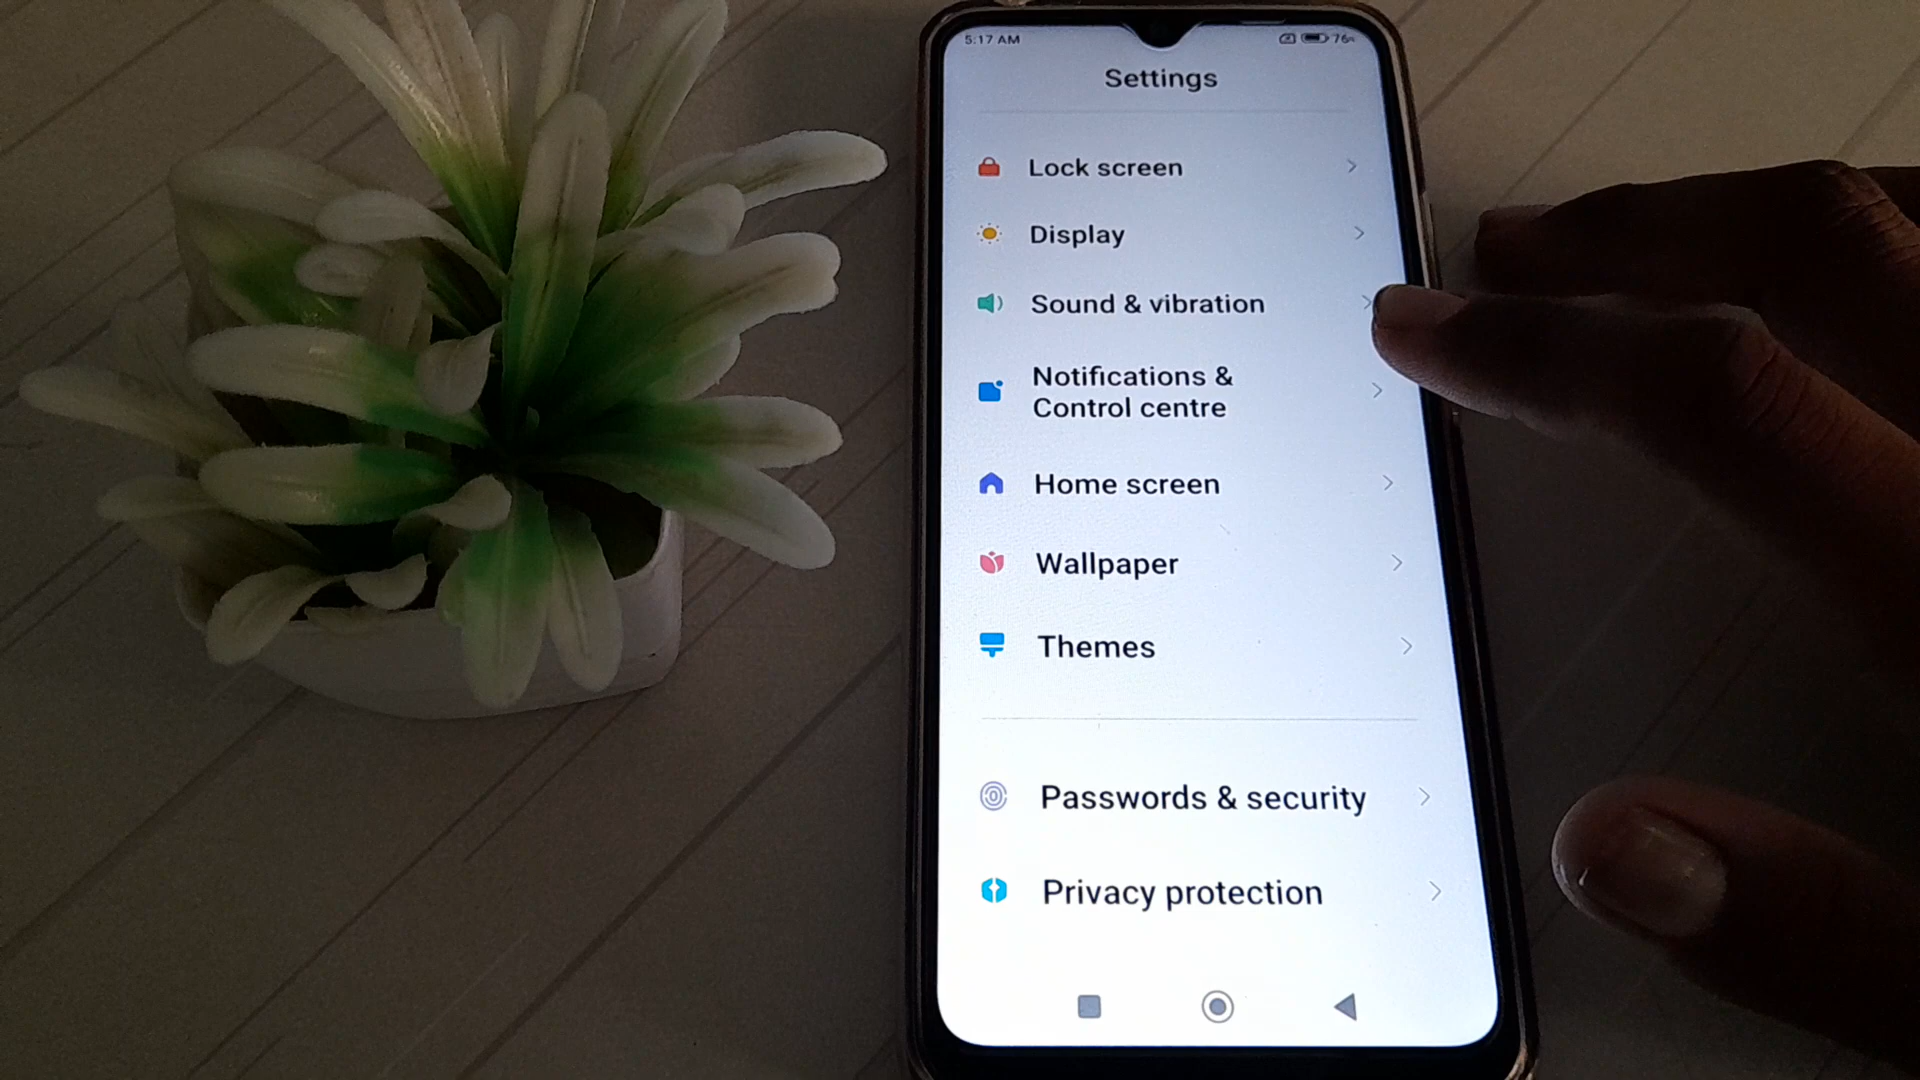 5:17 AM
76
Settings
Lock screen
Display
Sound & vibration
Notifications &
Control centre
Home screen
Wallpaper
Themes
Passwords & security
Privacy protection